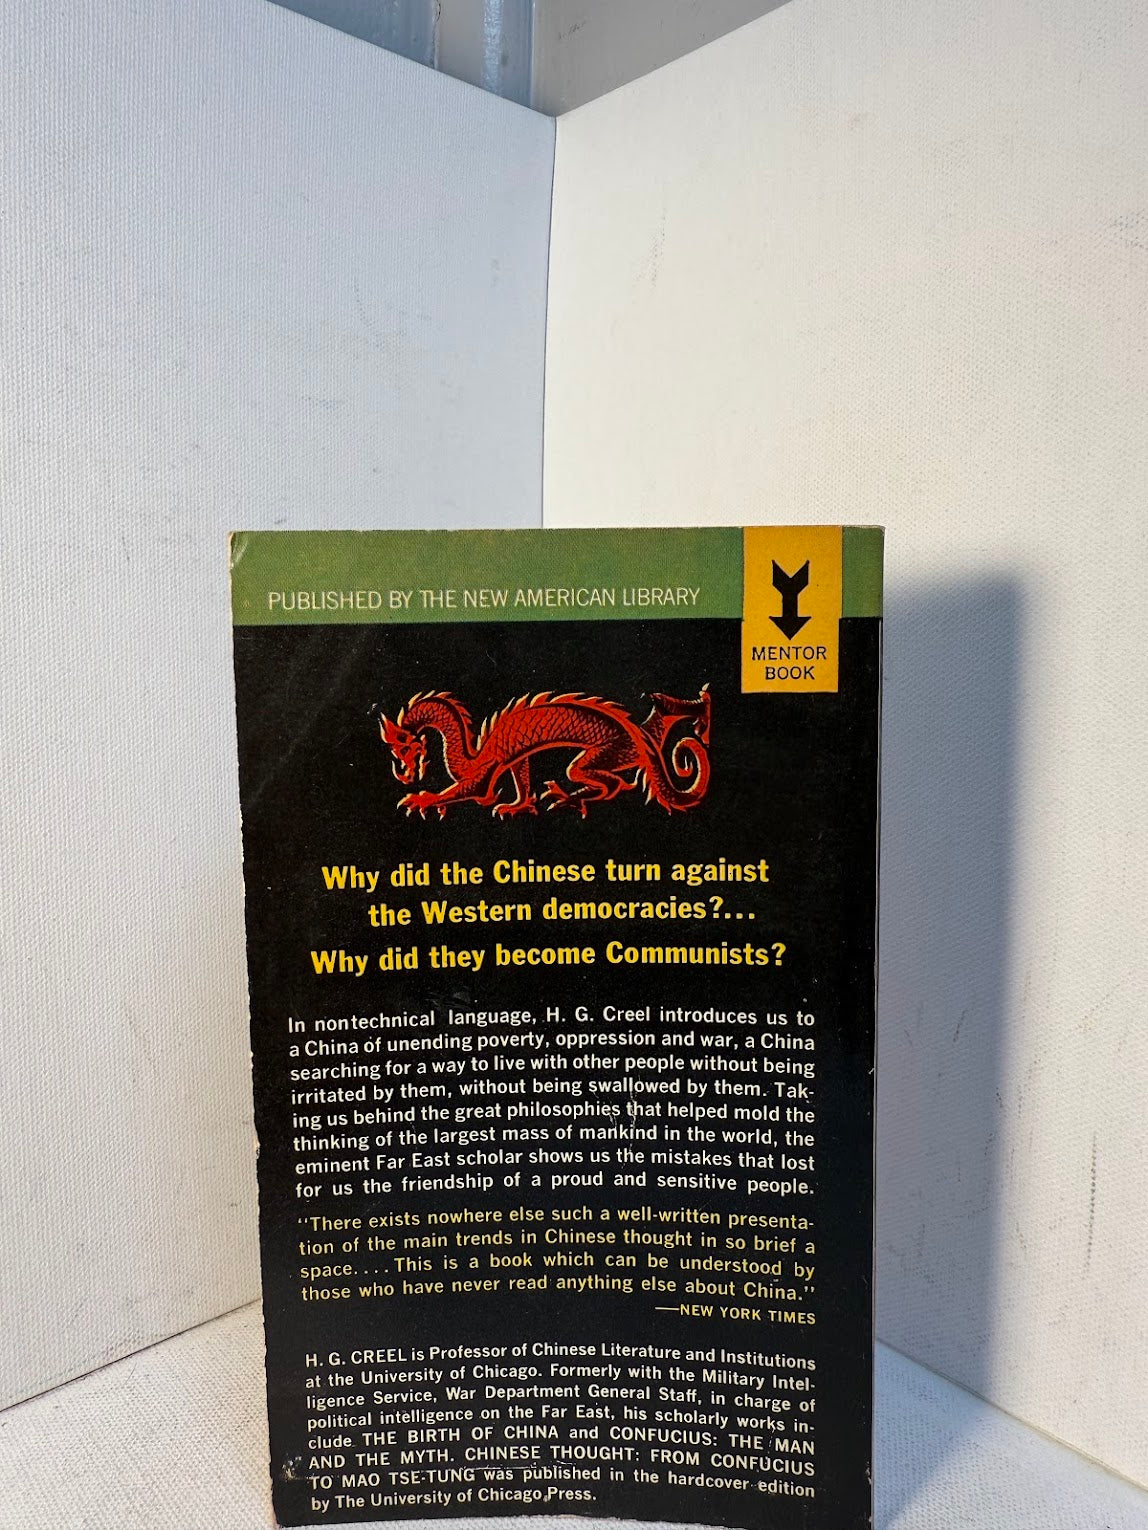 PUBLISHED BY THE NEW AMERICAN LIBRARY
MENTOR
BOOK
Why did the Chinese turn against
the Western democracies?...
Why did they become Communists?
In nontechnical language, H. G. Creel introduces us to
a China of unending poverty, oppression and war, a China
searching for a way to live with other people without being
irritated by them, without being swallowed by them. Tak-
ing us behind the great philosophies that helped mold the
thinking of the largest mass of mankind in the world, the
eminent Far East scholar shows us the mistakes that lost
for us the friendship of a proud and sensitive people.
"There exists nowhere else such a well-written presenta-
tion of the main trends in Chinese thought in so brief a
space.... This is a book which can be understood by
those who have never read anything else about China."
—NEW YORK TIMES
H. G. CREEL is Professor of Chinese Literature and Institutions
at the University of Chicago. Formerly with the Military Intel-
ligence Service, War Department General Staff, in charge of
political intelligence on the Far East, his scholarly works in-
clude THE BIRTH OF CHINA and CONFUCIUS: THE MAN
AND THE MYTH. CHINESE THOUGHT: FROM CONFUCIUS
TO MAO TSE-TUNG was published in the hardcover edition
by The University of Chicago Press.